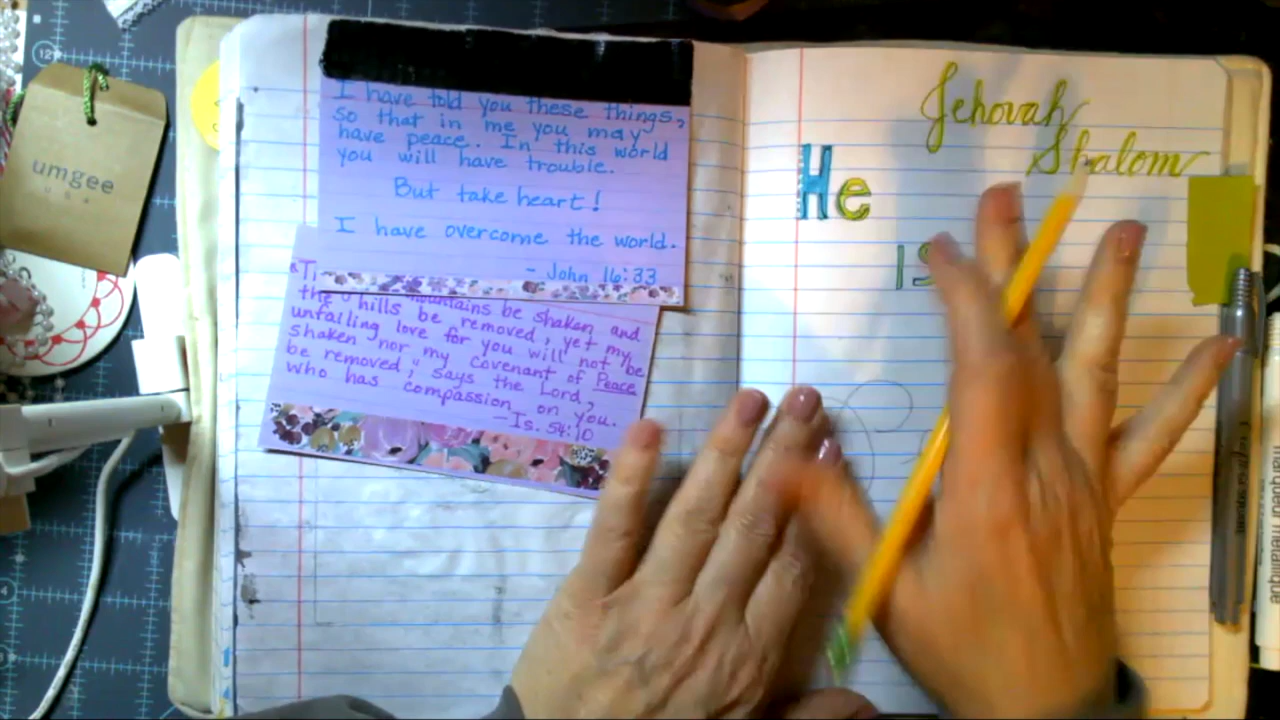 umgee
USA
I have told you these things,
so that in me you may
have peace. In this world
you will have trouble.
But take heart!
I have overcome the world.
- John 16:33
"
the hills be removed, yet my
unfailing love for you will not be
shaken nor my covenant of Peace
be removed," says the Lord,
who has compassion on you.
-Is. 54:10
Jehovah
Shalom
He
is